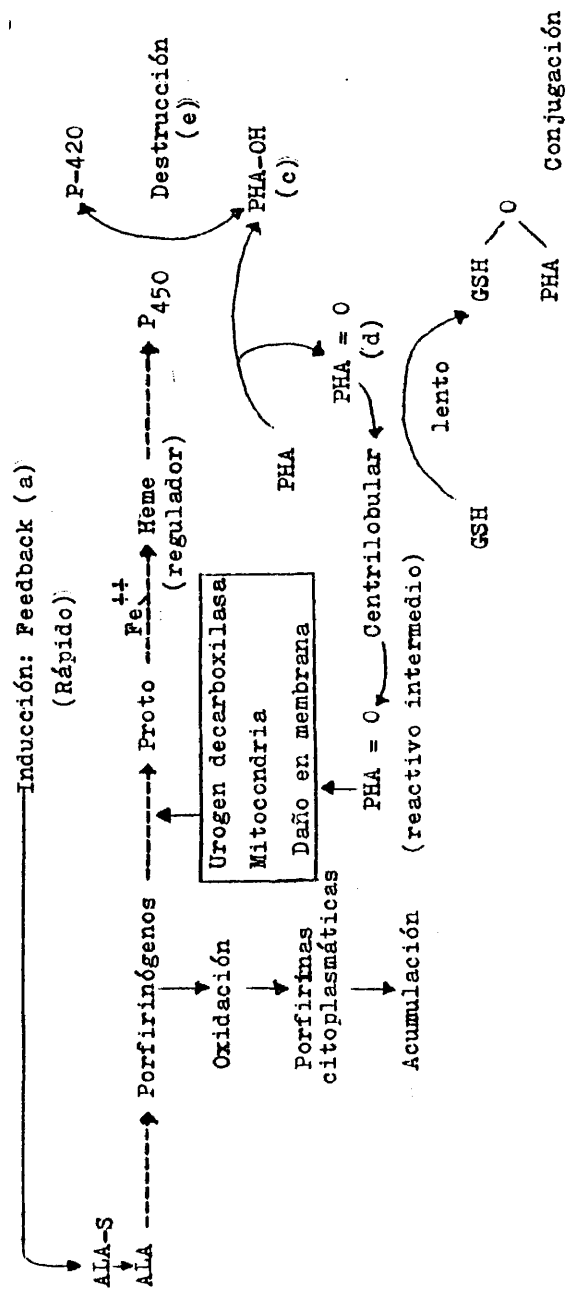 Inducción: Feedback (a)
(Rápido)
ALA-S
ALA
Porfirinógenos
Proto
Fe++
Heme
(regulador)
P450
P-420
Destrucción
(e)
PHA-OH
(c)
PHA
PHA = O
(d)
Oxidación
Porfirinas
citoplasmáticas
Acumulación
Urogen decarboxilasa
Mitocondria
Daño en membrana
PHA = O
(reactivo intermedio)
Centrilobular
GSH
lento
GSH
O
PHA
Conjugación